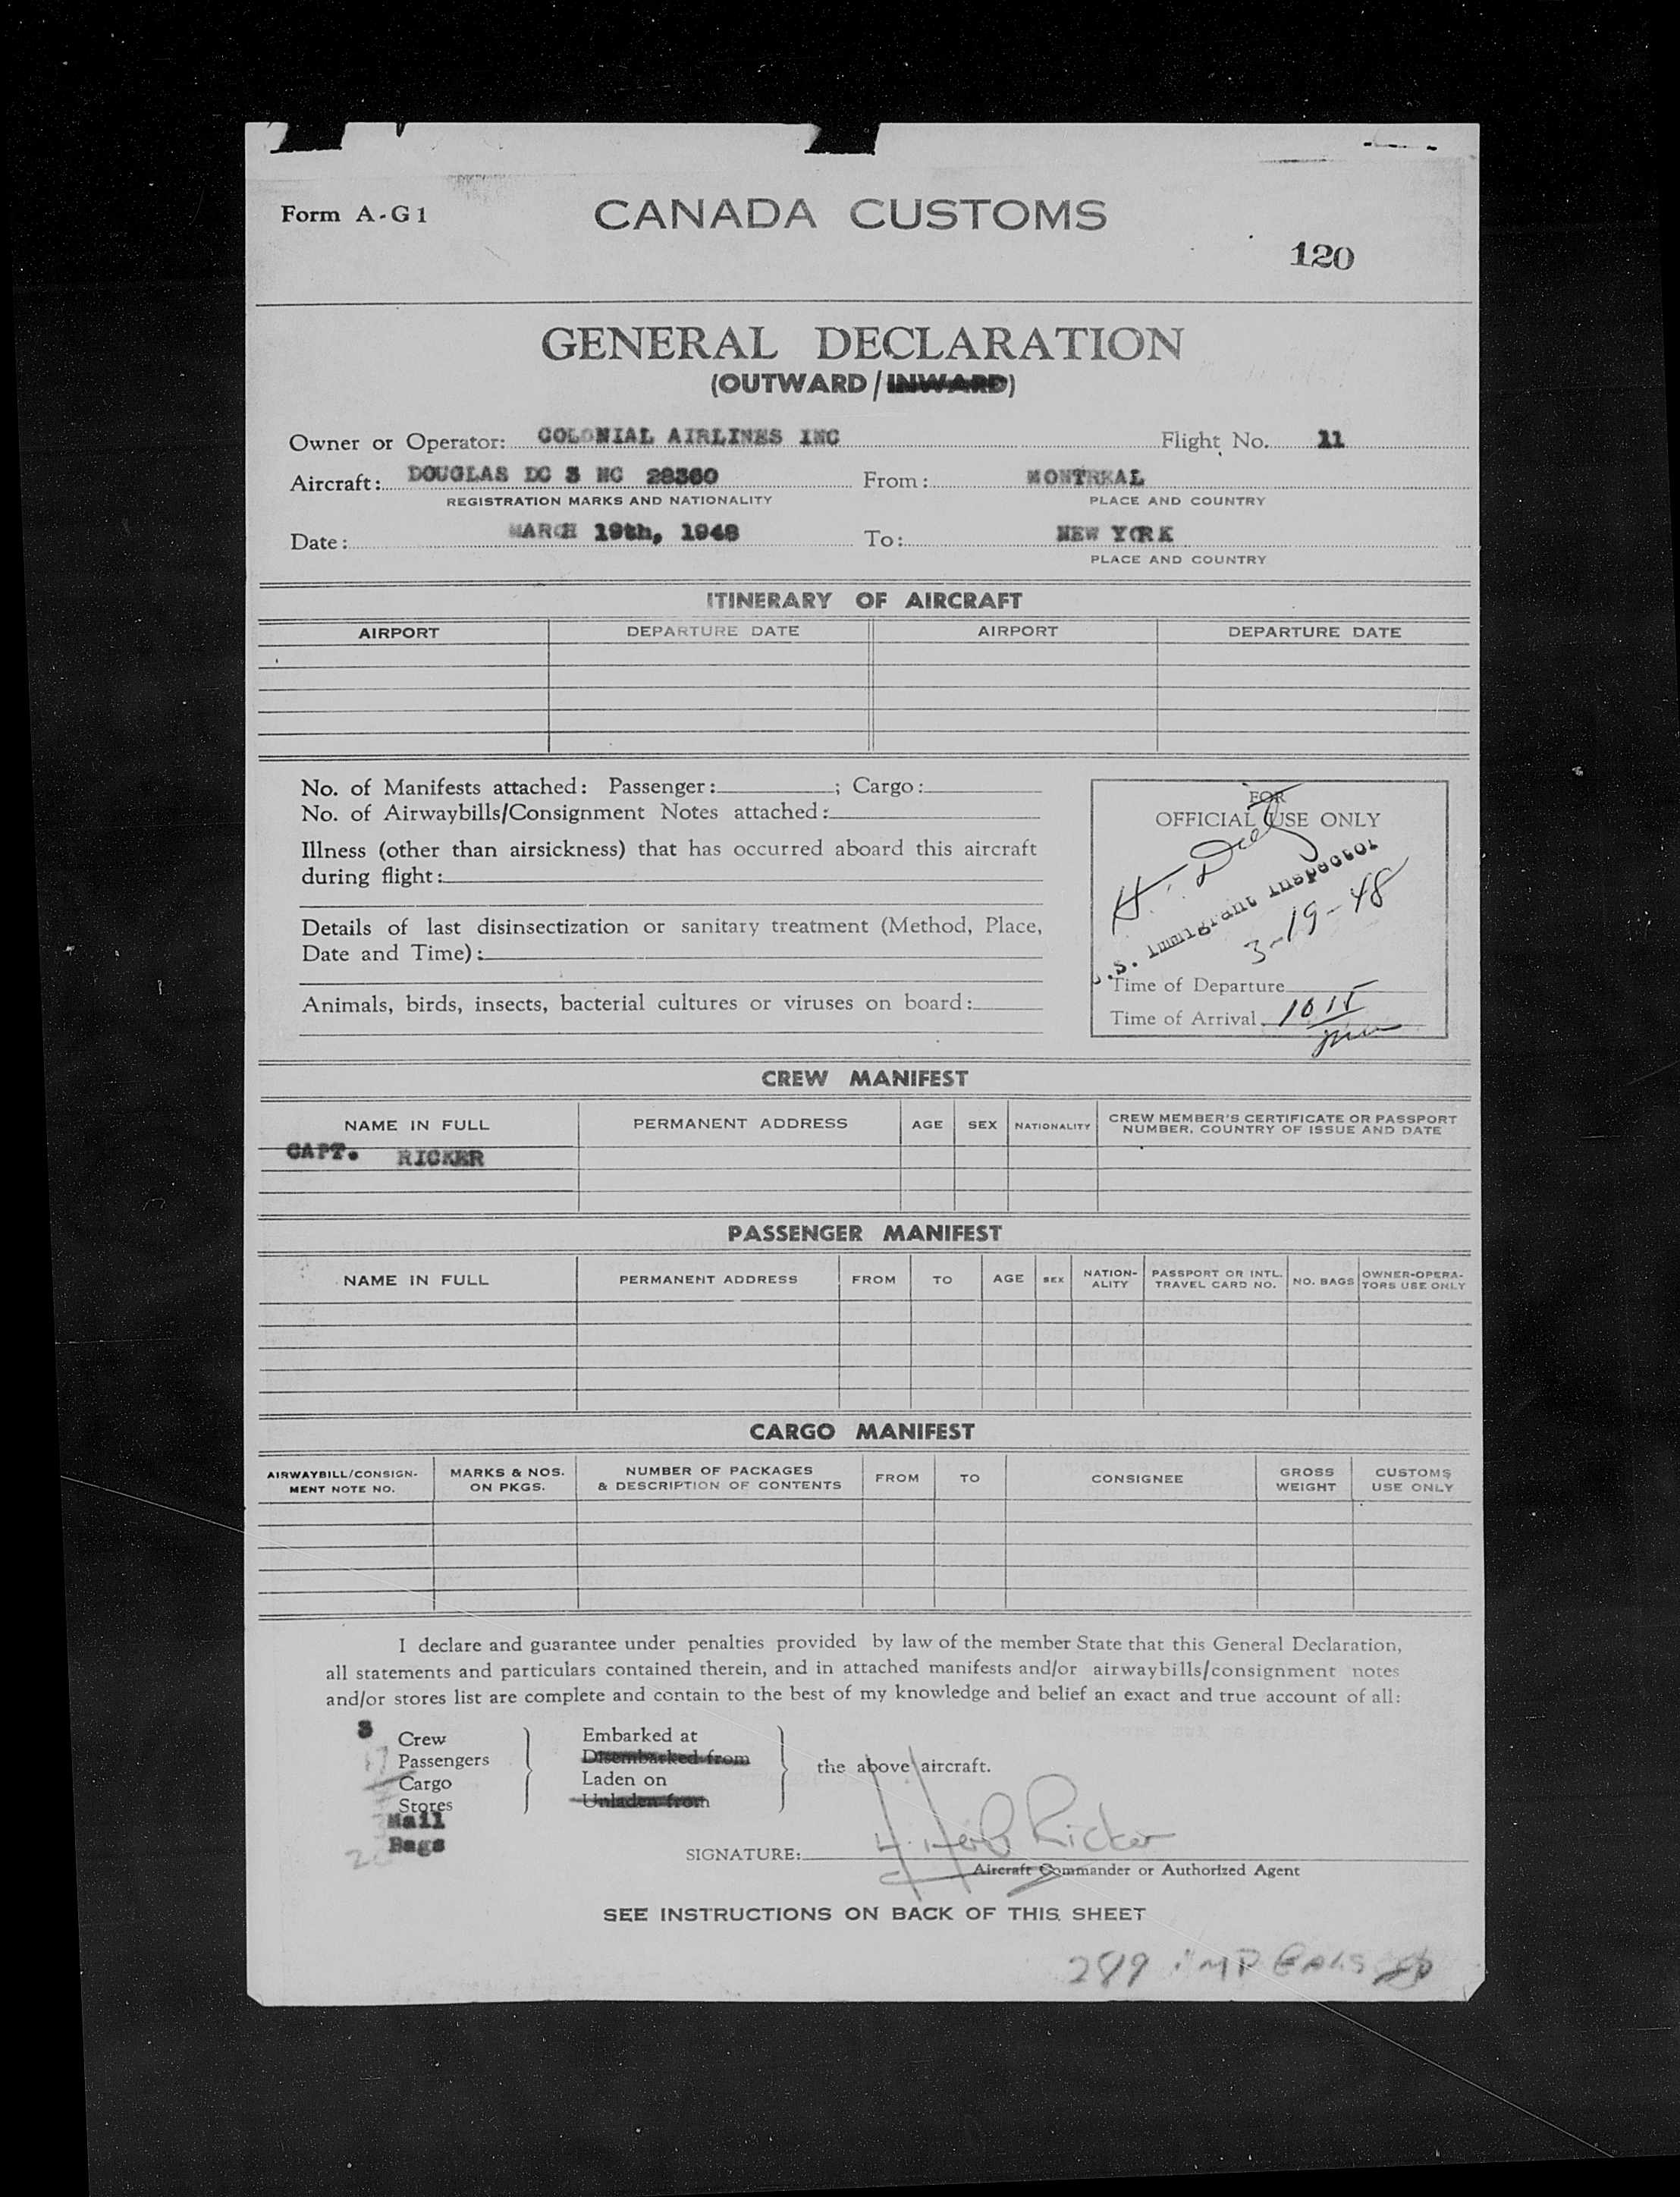 Form A-G1 CANADA CUSTOMS
120
GENERAL DECLARATION
(OUTWARD/INWARD)
Owner or Operator: COLONIAL AIRLINES INC Flight No. 11
Aircraft: DOUGLAS DC 3 NC 28360 From: MONTREAL
REGISTRATION MARKS AND NATIONALITY PLACE AND COUNTRY
Date: MARCH 19th, 1948 To: NEW YORK
PLACE AND COUNTRY
ITINERARY OF AIRCRAFT
AIRPORT DEPARTURE DATE AIRPORT DEPARTURE DATE
No. of Manifests attached: Passenger: ; Cargo:
No. of Airwaybills/Consignment Notes attached:
Illness (other than airsickness) that has occurred aboard this aircraft
during flight:
Details of last disinsectization or sanitary treatment (Method, Place,
Date and Time):
Animals, birds, insects, bacterial cultures or viruses on board:
FOR
OFFICIAL USE ONLY
H.
.S. Immigrant Inspector
3-19-48
Time of Departure
Time of Arrival 1015
CREW MANIFEST
NAME IN FULL PERMANENT ADDRESS AGE SEX NATIONALITY CREW MEMBER'S CERTIFICATE OR PASSPORT
NUMBER, COUNTRY OF ISSUE AND DATE
CAPT. RICKER
PASSENGER MANIFEST
NAME IN FULL PERMANENT ADDRESS FROM TO AGE SEX NATION-
ALITY PASSPORT OR INTL.
TRAVEL CARD NO. NO. BAGS OWNER-OPERA-
TORS USE ONLY
CARGO MANIFEST
AIRWAYBILL/CONSIGN-
MENT NOTE NO. MARKS & NOS.
ON PKGS. NUMBER OF PACKAGES
& DESCRIPTION OF CONTENTS FROM TO CONSIGNEE GROSS
WEIGHT CUSTOMS
USE ONLY
I declare and guarantee under penalties provided by law of the member State that this General Declaration,
all statements and particulars contained therein, and in attached manifests and/or airwaybills/consignment notes
and/or stores list are complete and contain to the best of my knowledge and belief an exact and true account of all:
3 Crew Embarked at
17 Passengers Disembarked from the above aircraft.
Cargo Laden on
Stores Unladen from
Mail
Bags
SIGNATURE: H. Herb Ricker
Aircraft Commander or Authorized Agent
SEE INSTRUCTIONS ON BACK OF THIS SHEET
289 IMP